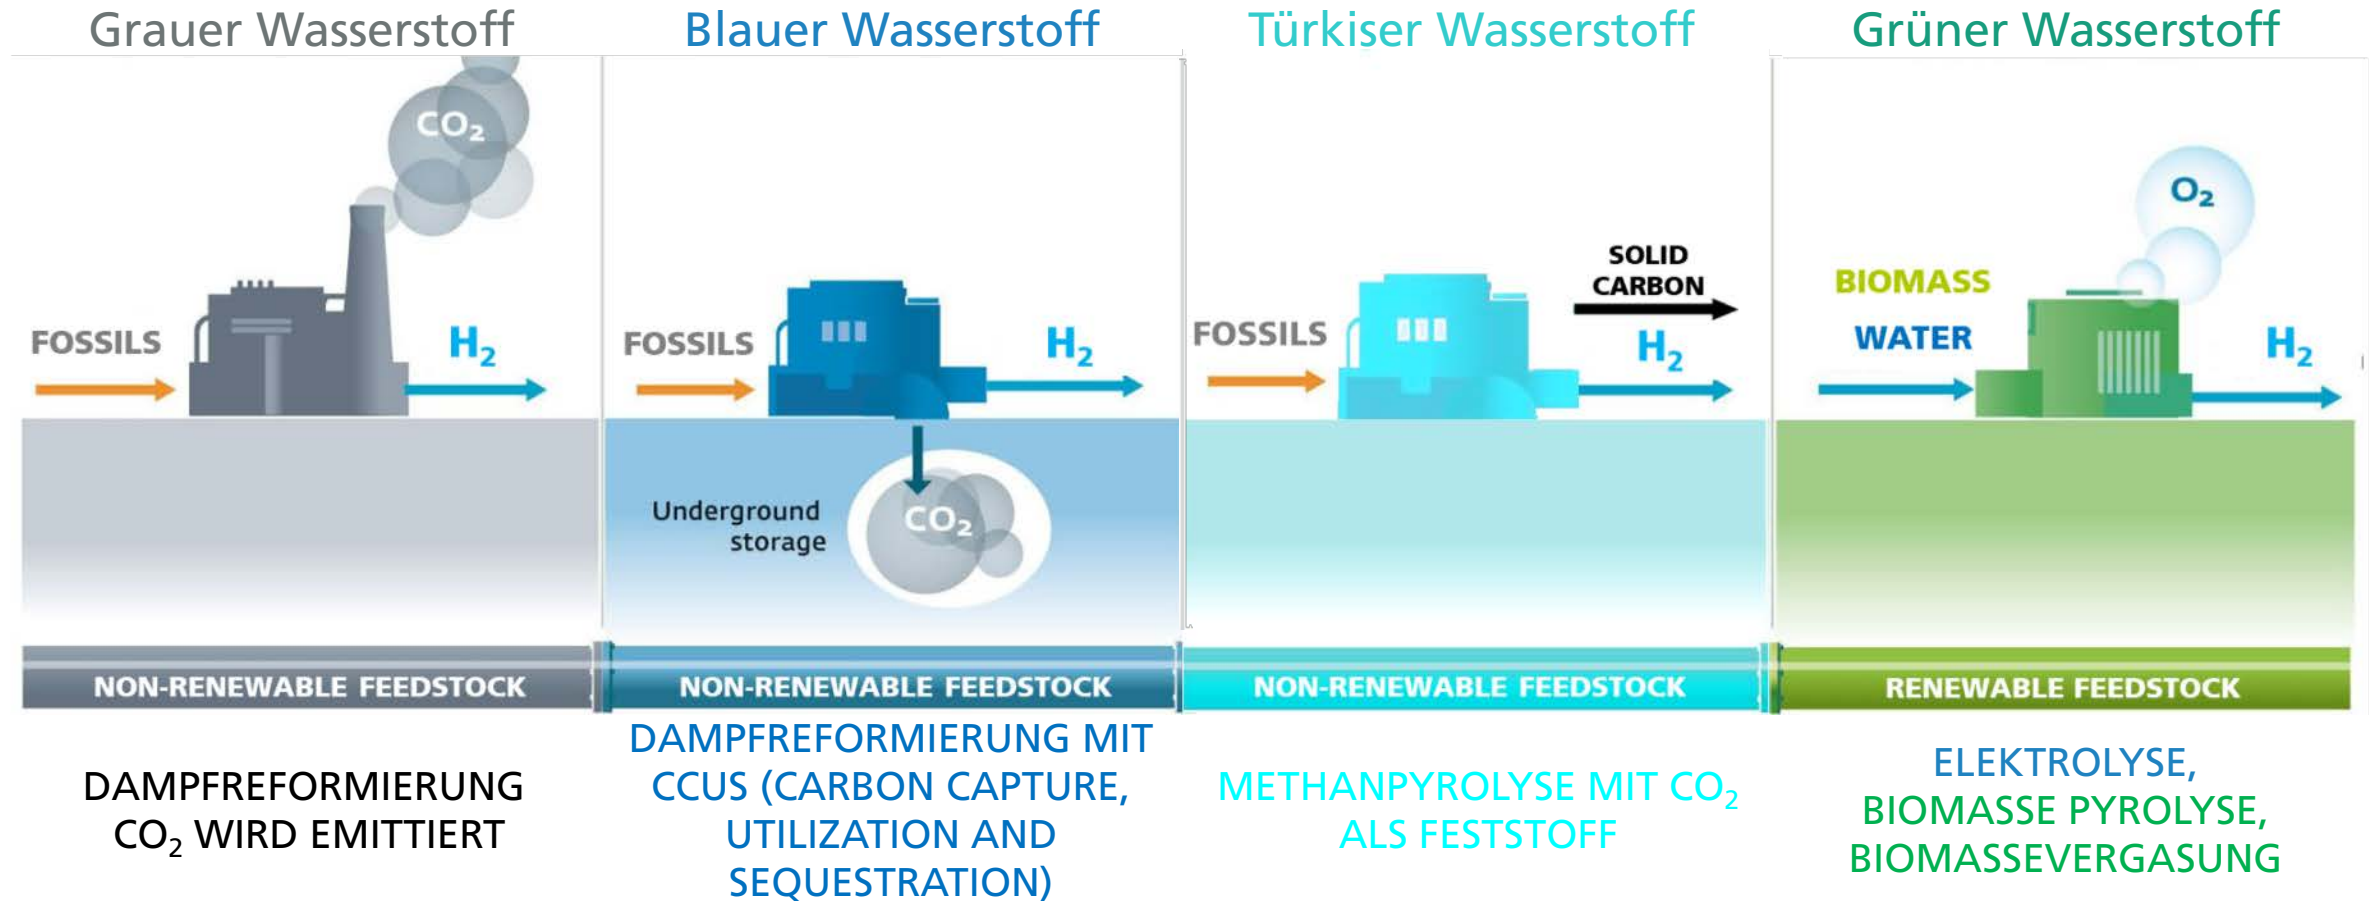 Grauer Wasserstoff
CO₂
FOSSILS
H₂
NON-RENEWABLE FEEDSTOCK
DAMPFREFORMIERUNG
CO₂ WIRD EMITTIERT
Blauer Wasserstoff
FOSSILS
H₂
Underground
storage
CO₂
NON-RENEWABLE FEEDSTOCK
DAMPFREFORMIERUNG MIT
CCUS (CARBON CAPTURE,
UTILIZATION AND
SEQUESTRATION)
Türkiser Wasserstoff
SOLID
CARBON
FOSSILS
H₂
NON-RENEWABLE FEEDSTOCK
METHANPYROLYSE MIT CO₂
ALS FESTSTOFF
Grüner Wasserstoff
O₂
BIOMASS
WATER
H₂
RENEWABLE FEEDSTOCK
ELEKTROLYSE,
BIOMASSE PYROLYSE,
BIOMASSEVERGASUNG